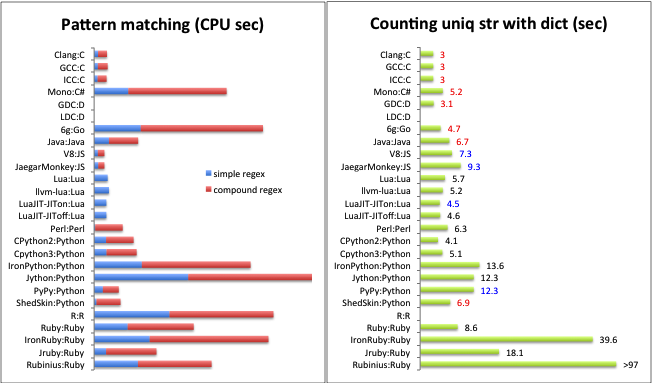 Pattern matching (CPU sec)
Clang:C
GCC:C
ICC:C
Mono:C#
GDC:D
LDC:D
6g:Go
Java:Java
V8:JS
JaegarMonkey:JS
Lua:Lua
llvm-lua:Lua
LuaJIT-JITon:Lua
LuaJIT-JIToff:Lua
Perl:Perl
CPython2:Python
Cpython3:Python
IronPython:Python
Jython:Python
PyPy:Python
ShedSkin:Python
R:R
Ruby:Ruby
IronRuby:Ruby
Jruby:Ruby
Rubinius:Ruby
simple regex
compound regex
Counting uniq str with dict (sec)
Clang:C 3
GCC:C 3
ICC:C 3
Mono:C# 5.2
GDC:D 3.1
LDC:D
6g:Go 4.7
Java:Java 6.7
V8:JS 7.3
JaegarMonkey:JS 9.3
Lua:Lua 5.7
llvm-lua:Lua 5.2
LuaJIT-JITon:Lua 4.5
LuaJIT-JIToff:Lua 4.6
Perl:Perl 6.3
CPython2:Python 4.1
Cpython3:Python 5.1
IronPython:Python 13.6
Jython:Python 12.3
PyPy:Python 12.3
ShedSkin:Python 6.9
R:R
Ruby:Ruby 8.6
IronRuby:Ruby 39.6
Jruby:Ruby 18.1
Rubinius:Ruby >97